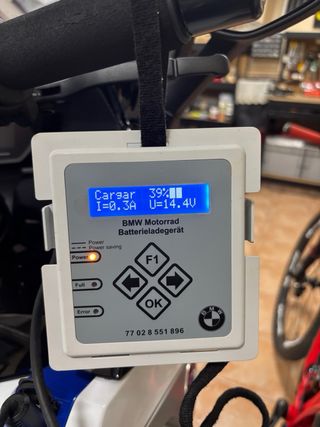 Cargar 39%
I=0.3A U=14.4V
BMW Motorrad
Batterieladegerät
Power
Power saving
Power
F1
Full
OK
Error
BMW
77 02 8 551 896